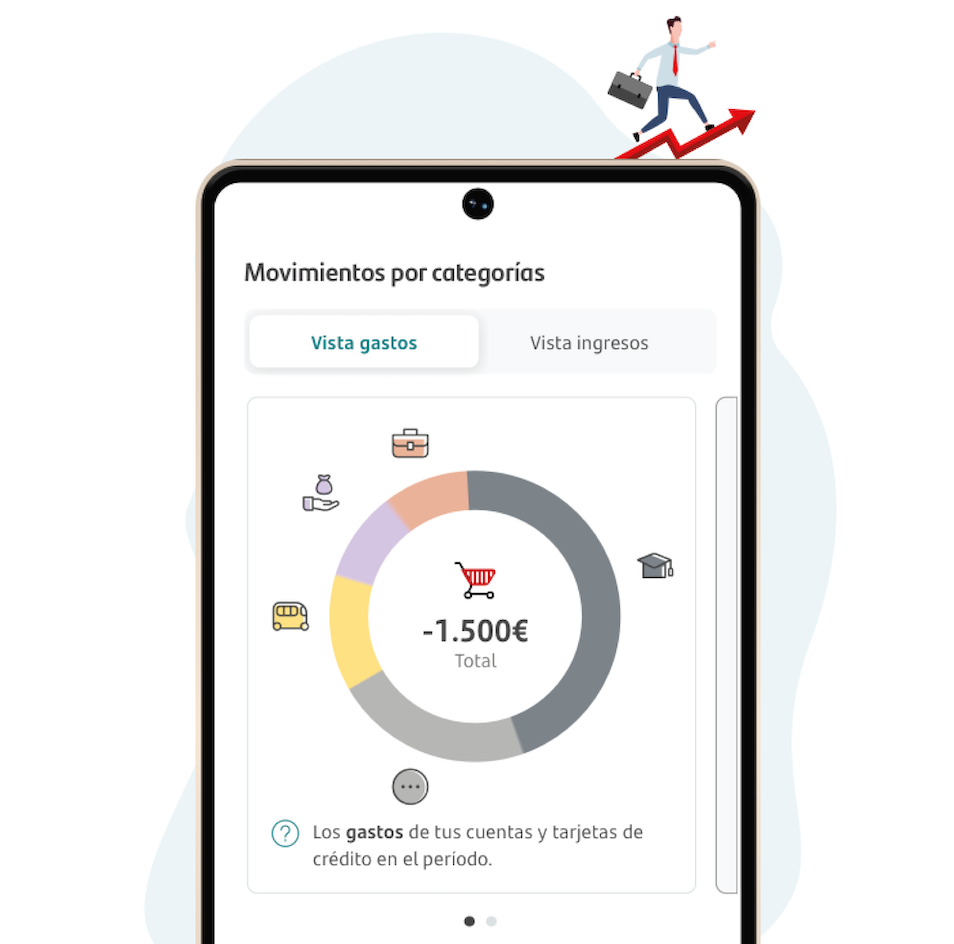 Movimientos por categorías
Vista gastos
Vista ingresos
-1.500€
Total
Los gastos de tus cuentas y tarjetas de
crédito en el período.